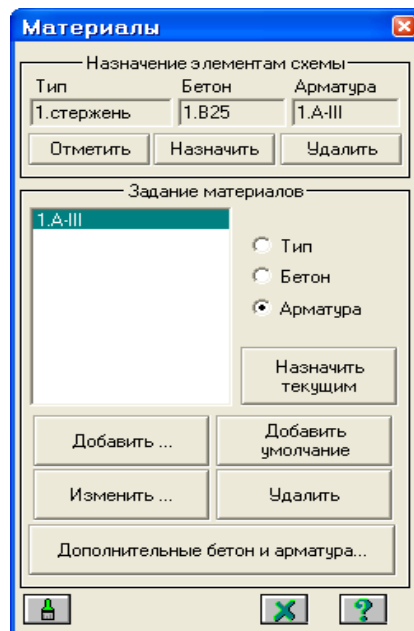 Материалы
Назначение элементам схемы
Тип Бетон Арматура
1.стержень 1.B25 1.A-III
Отметить Назначить Удалить
Задание материалов
1.A-III
Тип
Бетон
Арматура
Назначить
текущим
Добавить ... Добавить
умолчание
Изменить ... Удалить
Дополнительные бетон и арматура...
?